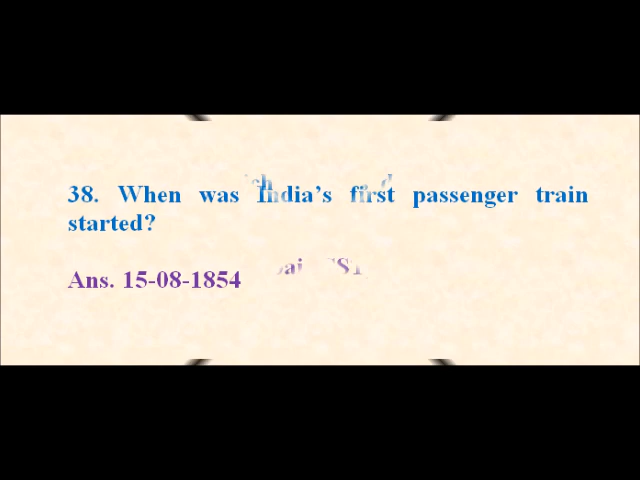 38. When was India's first passenger train
started?
Ans. 15-08-1854